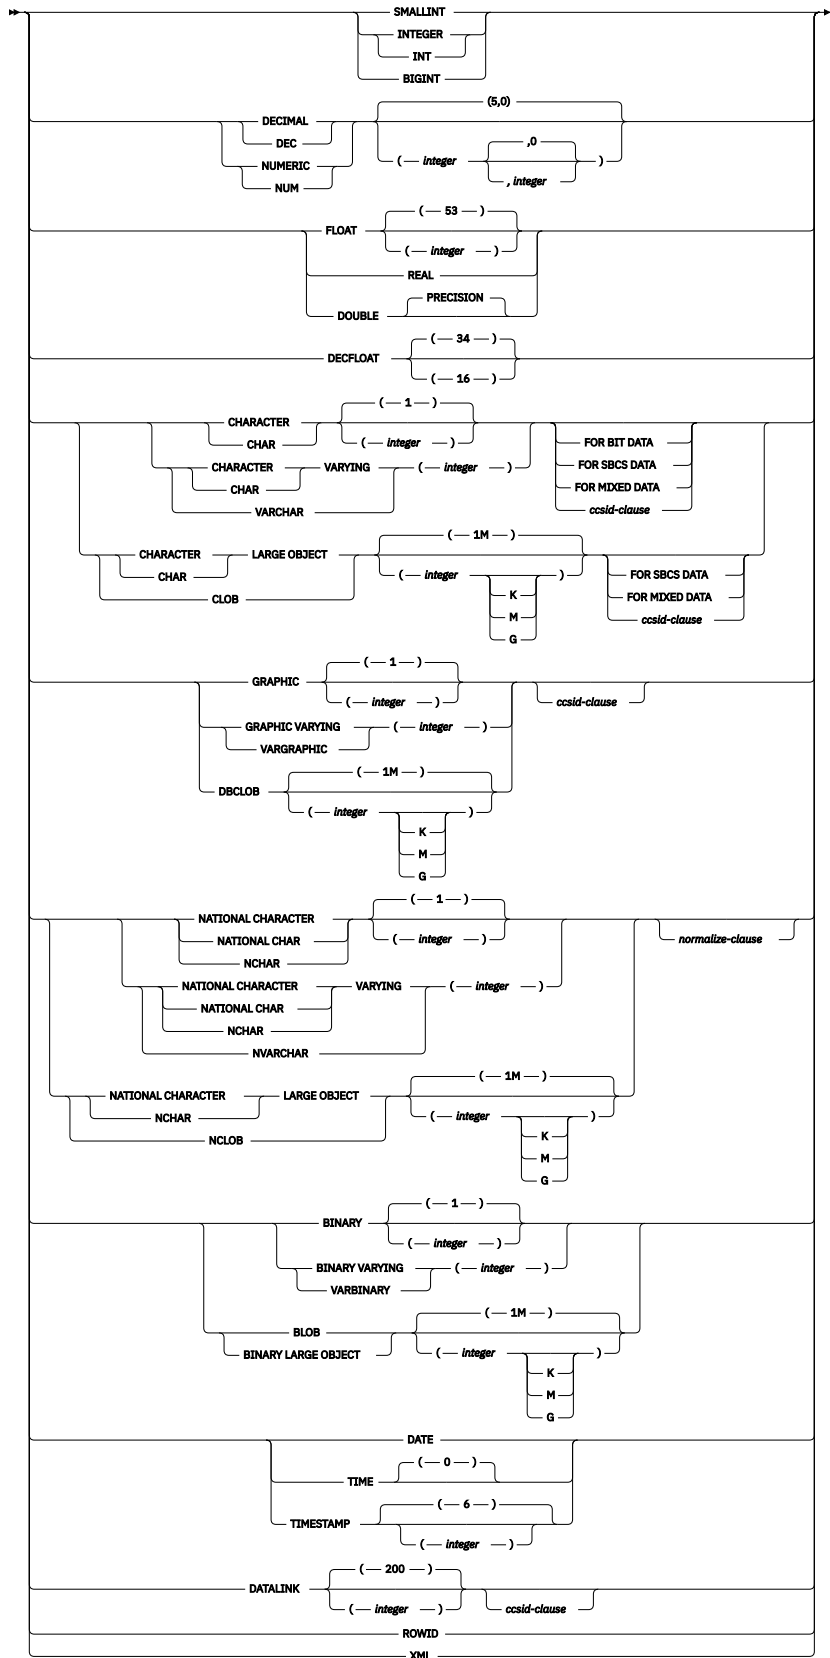 SMALLINT
INTEGER
INT
BIGINT
(5,0)
DECIMAL
DEC
,0
NUMERIC ( integer )
NUM , integer
( 53 )
FLOAT
( integer )
REAL
PRECISION
DOUBLE
( 34 )
DECFLOAT
( 16 )
( 1 )
CHARACTER
CHAR ( integer ) FOR BIT DATA
CHARACTER VARYING ( integer ) FOR SBCS DATA
CHAR FOR MIXED DATA
VARCHAR ccsid-clause
( 1M )
CHARACTER LARGE OBJECT
CHAR ( integer ) FOR SBCS DATA
CLOB K FOR MIXED DATA
M ccsid-clause
G
( 1 )
GRAPHIC
( integer ) ccsid-clause
GRAPHIC VARYING ( integer )
VARGRAPHIC
( 1M )
DBCLOB
( integer )
K
M
G
( 1 )
NATIONAL CHARACTER
NATIONAL CHAR ( integer ) normalize-clause
NCHAR
NATIONAL CHARACTER VARYING ( integer )
NATIONAL CHAR
NCHAR
NVARCHAR
( 1M )
NATIONAL CHARACTER LARGE OBJECT
NCHAR ( integer )
NCLOB K
M
G
( 1 )
BINARY
( integer )
BINARY VARYING ( integer )
VARBINARY
( 1M )
BLOB
BINARY LARGE OBJECT ( integer )
K
M
G
DATE
( 0 )
TIME
( 6 )
TIMESTAMP
( integer )
( 200 )
DATALINK
( integer ) ccsid-clause
ROWID
XML